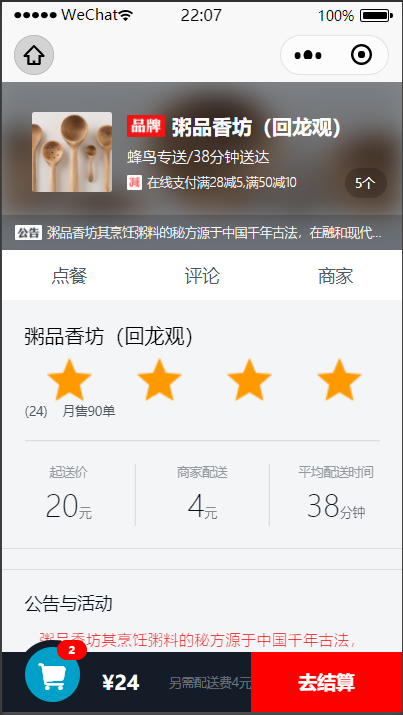 WeChat 22:07 100%
品牌 粥品香坊（回龙观）
蜂鸟专送/38分钟送达
减 在线支付满28减5,满50减10 5个
公告 粥品香坊其烹饪粥料的秘方源于中国千年古法，在融和现代...
点餐 评论 商家
粥品香坊（回龙观）
(24) 月售90单
起送价 商家配送 平均配送时间
20元 4元 38分钟
公告与活动
粥品香坊其烹饪粥料的秘方源于中国千年古法，
2
¥24 另需配送费4元 去结算